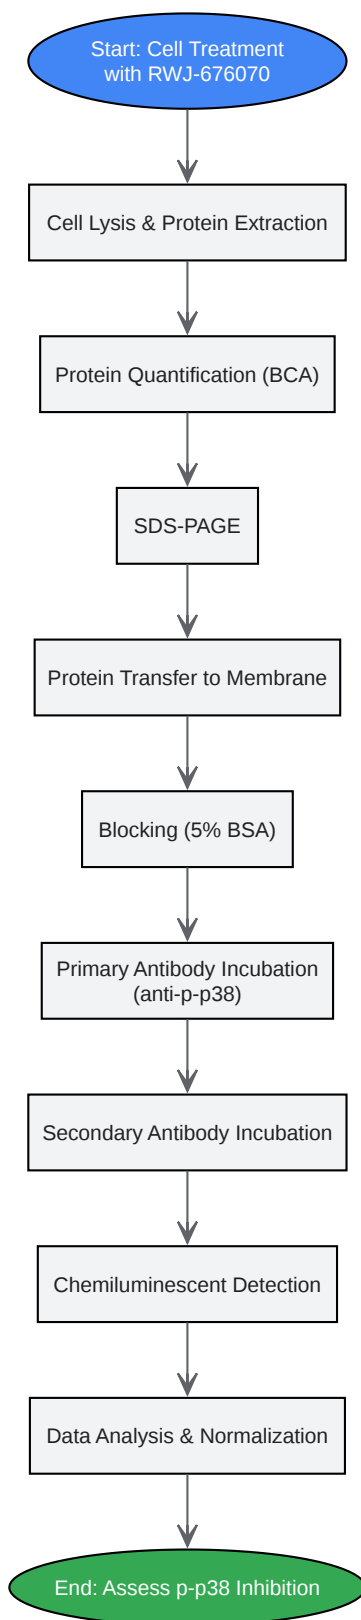 Start: Cell Treatment
with RWJ-676070
Cell Lysis & Protein Extraction
Protein Quantification (BCA)
SDS-PAGE
Protein Transfer to Membrane
Blocking (5% BSA)
Primary Antibody Incubation
(anti-p-p38)
Secondary Antibody Incubation
Chemiluminescent Detection
Data Analysis & Normalization
End: Assess p-p38 Inhibition